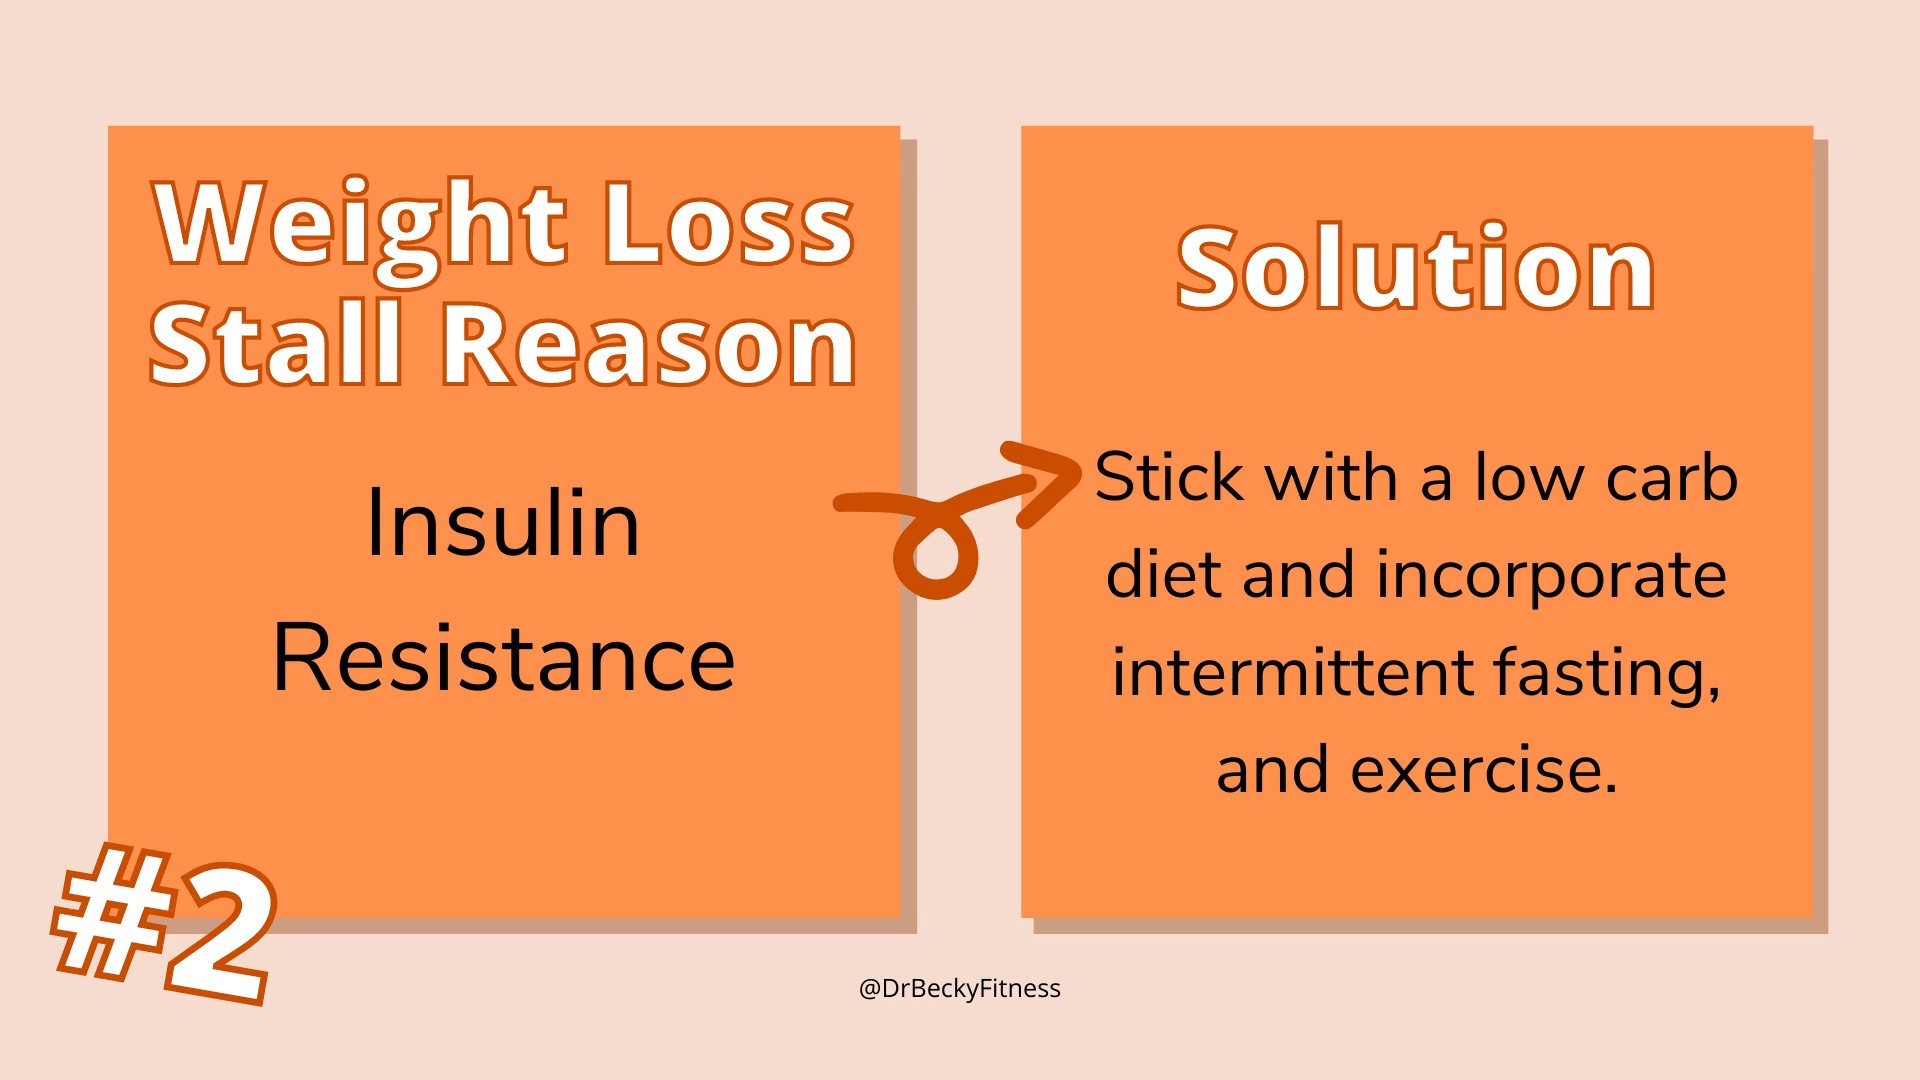 Weight Loss
Stall Reason
Insulin
Resistance
#2
Solution
Stick with a low carb
diet and incorporate
intermittent fasting,
and exercise.
@DrBeckyFitness